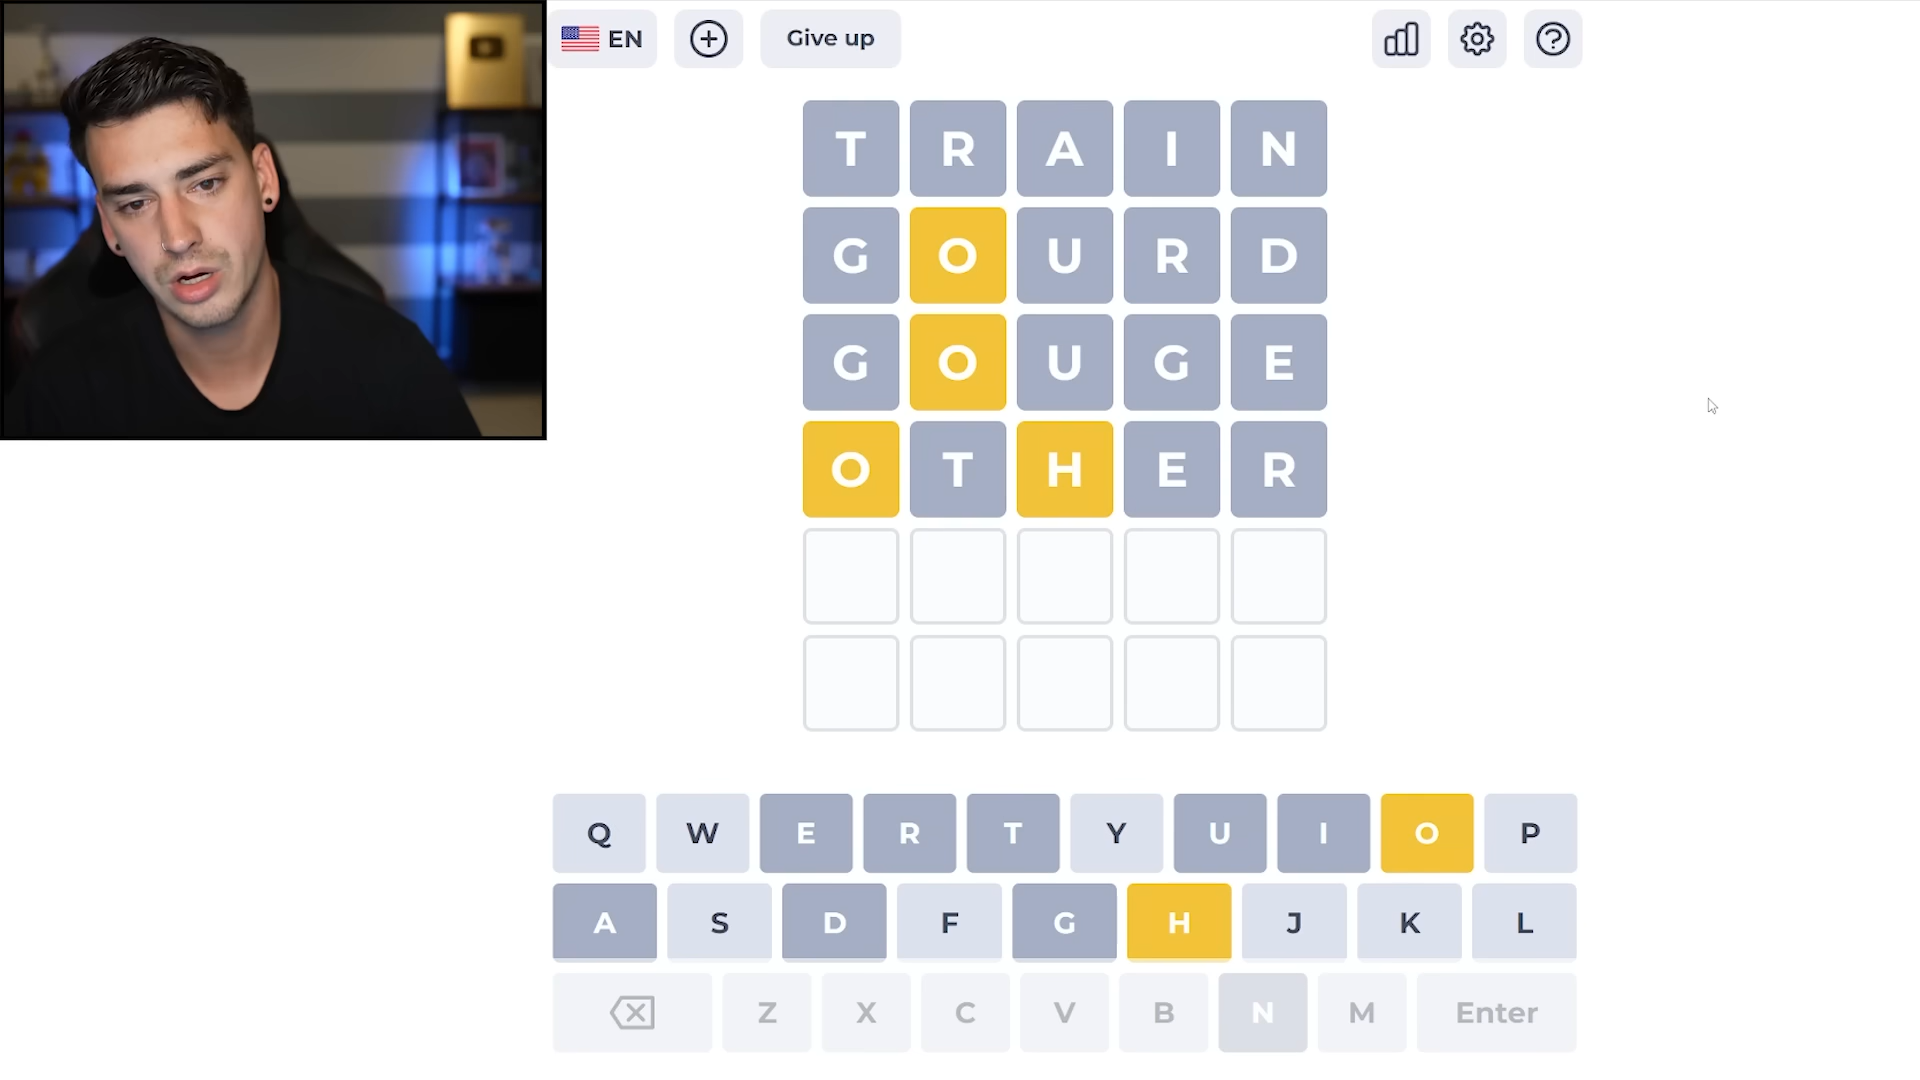 EN
Give up
T R A I N
G O U R D
G O U G E
O T H E R
Q W E R T Y U I O P
A S D F G H J K L
Z X C V B N M Enter